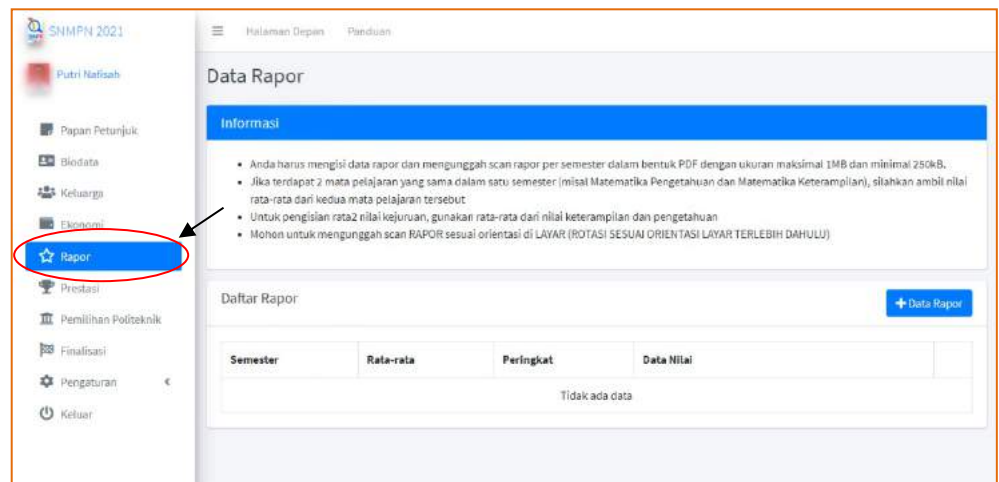 SNMPN 2021
Halaman Depan Panduan
Putri Nafisah
Data Rapor
Papan Petunjuk
Biodata
Keluarga
Ekonomi
Rapor
Prestasi
Pemilihan Politeknik
Finalisasi
Pengaturan
Keluar
Informasi
Anda harus mengisi data rapor dan mengunggah scan rapor per semester dalam bentuk PDF dengan ukuran maksimal 1MB dan minimal 250kB.
Jika terdapat 2 mata pelajaran yang sama dalam satu semester (misal Matematika Pengetahuan dan Matematika Keterampilan), silahkan ambil nilai
rata-rata dari kedua mata pelajaran tersebut
Untuk pengisian rata2 nilai kejuruan, gunakan rata-rata dari nilai keterampilan dan pengetahuan
Mohon untuk mengunggah scan RAPOR sesuai orientasi di LAYAR (ROTASI SESUAI ORIENTASI LAYAR TERLEBIH DAHULU)
Daftar Rapor
+ Data Rapor
Semester Rata-rata Peringkat Data Nilai
Tidak ada data